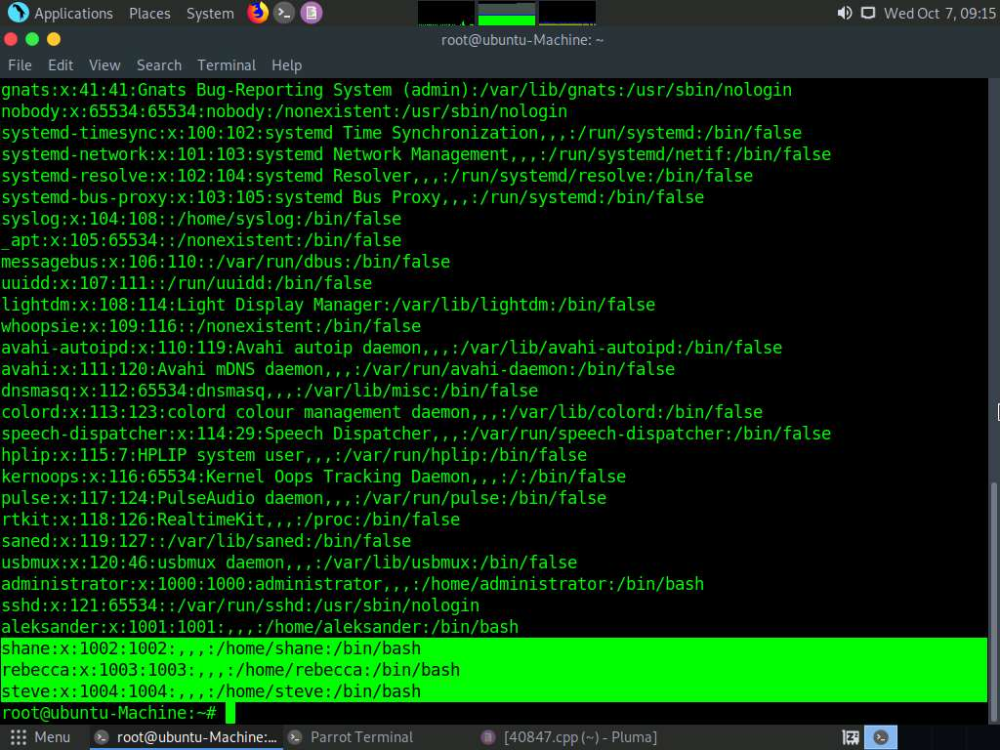 Applications Places System Wed Oct 7, 09:15
root@ubuntu-Machine: ~
File Edit View Search Terminal Help
gnats:x:41:41:Gnats Bug-Reporting System (admin):/var/lib/gnats:/usr/sbin/nologin
nobody:x:65534:65534:nobody:/nonexistent:/usr/sbin/nologin
systemd-timesync:x:100:102:systemd Time Synchronization,,,:/run/systemd:/bin/false
systemd-network:x:101:103:systemd Network Management,,,:/run/systemd/netif:/bin/false
systemd-resolve:x:102:104:systemd Resolver,,,:/run/systemd/resolve:/bin/false
systemd-bus-proxy:x:103:105:systemd Bus Proxy,,,:/run/systemd:/bin/false
syslog:x:104:108::/home/syslog:/bin/false
_apt:x:105:65534::/nonexistent:/bin/false
messagebus:x:106:110::/var/run/dbus:/bin/false
uuidd:x:107:111::/run/uuidd:/bin/false
lightdm:x:108:114:Light Display Manager:/var/lib/lightdm:/bin/false
whoopsie:x:109:116::/nonexistent:/bin/false
avahi-autoipd:x:110:119:Avahi autoip daemon,,,:/var/lib/avahi-autoipd:/bin/false
avahi:x:111:120:Avahi mDNS daemon,,,:/var/run/avahi-daemon:/bin/false
dnsmasq:x:112:65534:dnsmasq,,,:/var/lib/misc:/bin/false
colord:x:113:123:colord colour management daemon,,,:/var/lib/colord:/bin/false
speech-dispatcher:x:114:29:Speech Dispatcher,,,:/var/run/speech-dispatcher:/bin/false
hplip:x:115:7:HPLIP system user,,,:/var/run/hplip:/bin/false
kernoops:x:116:65534:Kernel Oops Tracking Daemon,,,:/:/bin/false
pulse:x:117:124:PulseAudio daemon,,,:/var/run/pulse:/bin/false
rtkit:x:118:126:RealtimeKit,,,:/proc:/bin/false
saned:x:119:127::/var/lib/saned:/bin/false
usbmux:x:120:46:usbmux daemon,,,:/var/lib/usbmux:/bin/false
administrator:x:1000:1000:administrator,,,:/home/administrator:/bin/bash
sshd:x:121:65534::/var/run/sshd:/usr/sbin/nologin
aleksander:x:1001:1001:,,,:/home/aleksander:/bin/bash
shane:x:1002:1002:,,,:/home/shane:/bin/bash
rebecca:x:1003:1003:,,,:/home/rebecca:/bin/bash
steve:x:1004:1004:,,,:/home/steve:/bin/bash
root@ubuntu-Machine:~#
Menu root@ubuntu-Machine:... Parrot Terminal [40847.cpp (~) - Pluma]